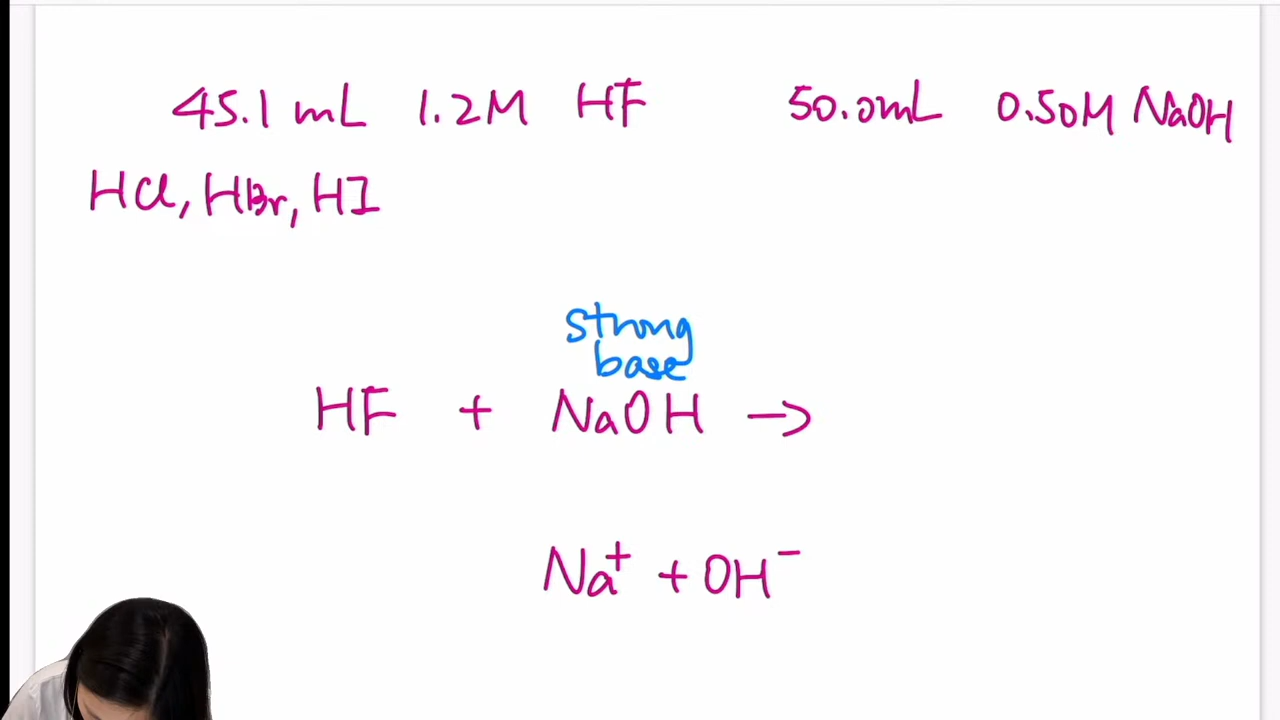 45.1 mL 1.2M HF 50.0mL 0.50M NaOH
HCl, HBr, HI
strong
base
HF + NaOH →
Na⁺ + OH⁻